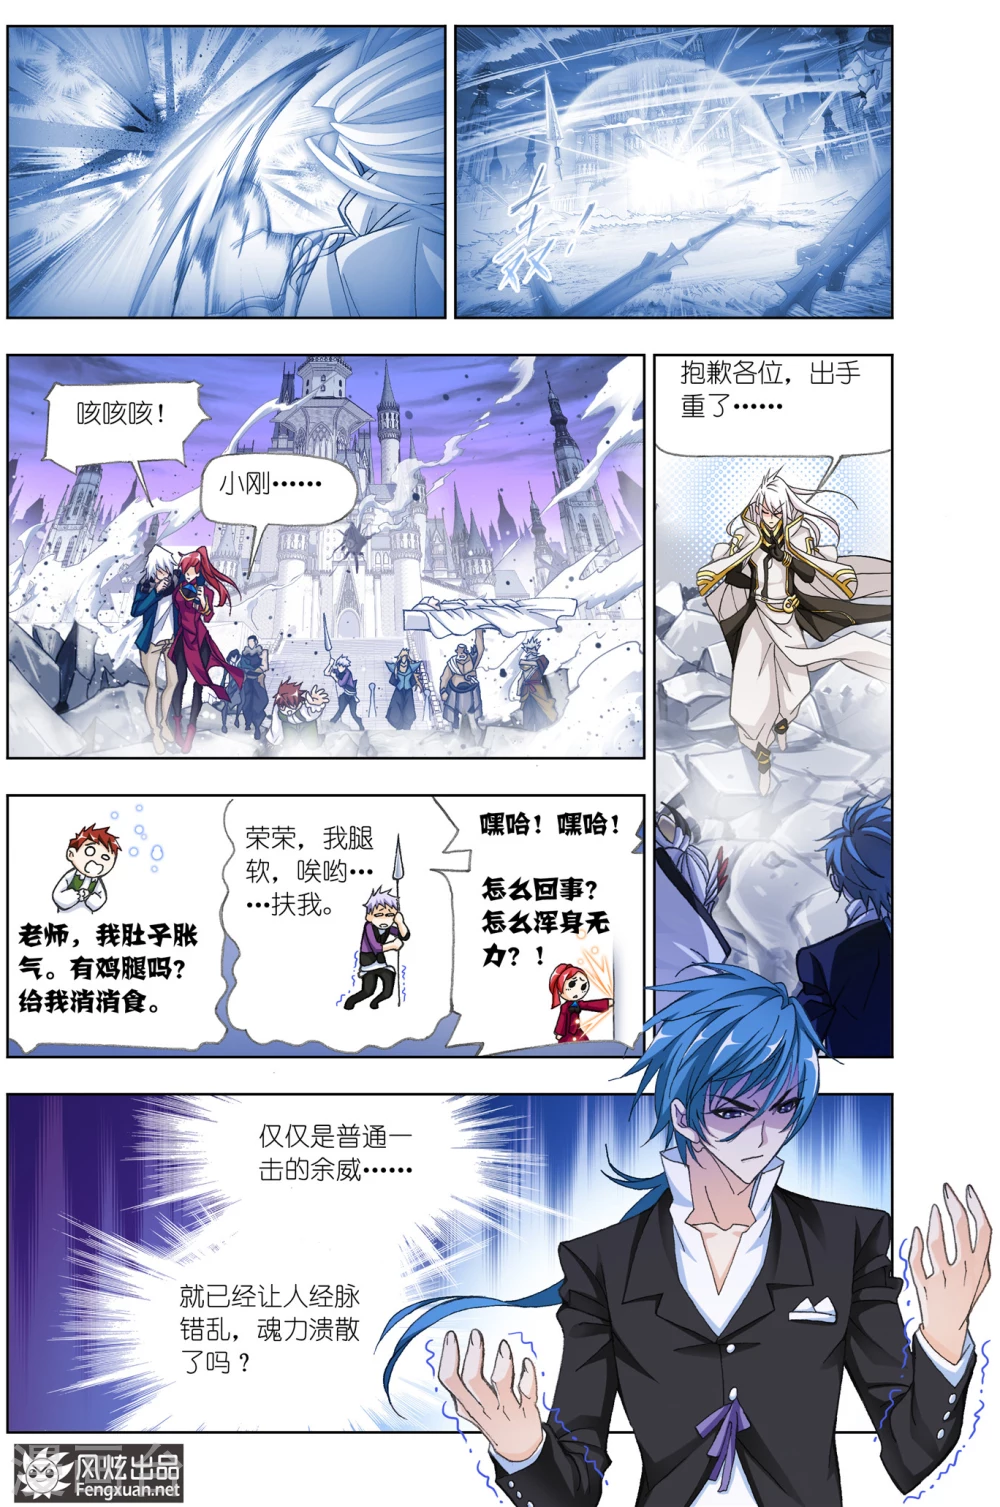 轰！
咳咳咳！
小刚……
抱歉各位，出手
重了……
老师，我肚子胀
气。有鸡腿吗？
给我消消食。
荣荣，我腿
软，唉哟…
…扶我。
嘿哈！嘿哈！
怎么回事？
怎么浑身无
力？！
仅仅是普通一
击的余威……
就已经让人经脉
错乱，魂力溃散
了吗？
风炫出品
Fengxuan.net